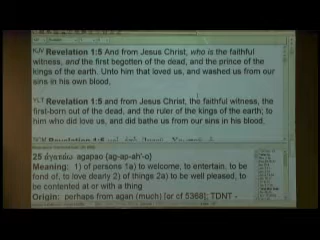 KJV Revelation 1:5 And from Jesus Christ, who is the faithful
witness, and the first begotten of the dead, and the prince of the
kings of the earth. Unto him that loved us, and washed us from our
sins in his own blood,
YLT Revelation 1:5 and from Jesus Christ, the faithful witness, the
first-born out of the dead, and the ruler of the kings of the earth; to
him who did love us, and did bathe us from our sins in his blood,
Revelation 1:6
25 ἀγαπάω agapao (ag-ap-ah'-o)
Meaning: 1) of persons 1a) to welcome, to entertain, to be
fond of, to love dearly 2) of things 2a) to be well pleased, to
be contented at or with a thing
Origin: perhaps from agan (much) [or cf 5368]; TDNT -